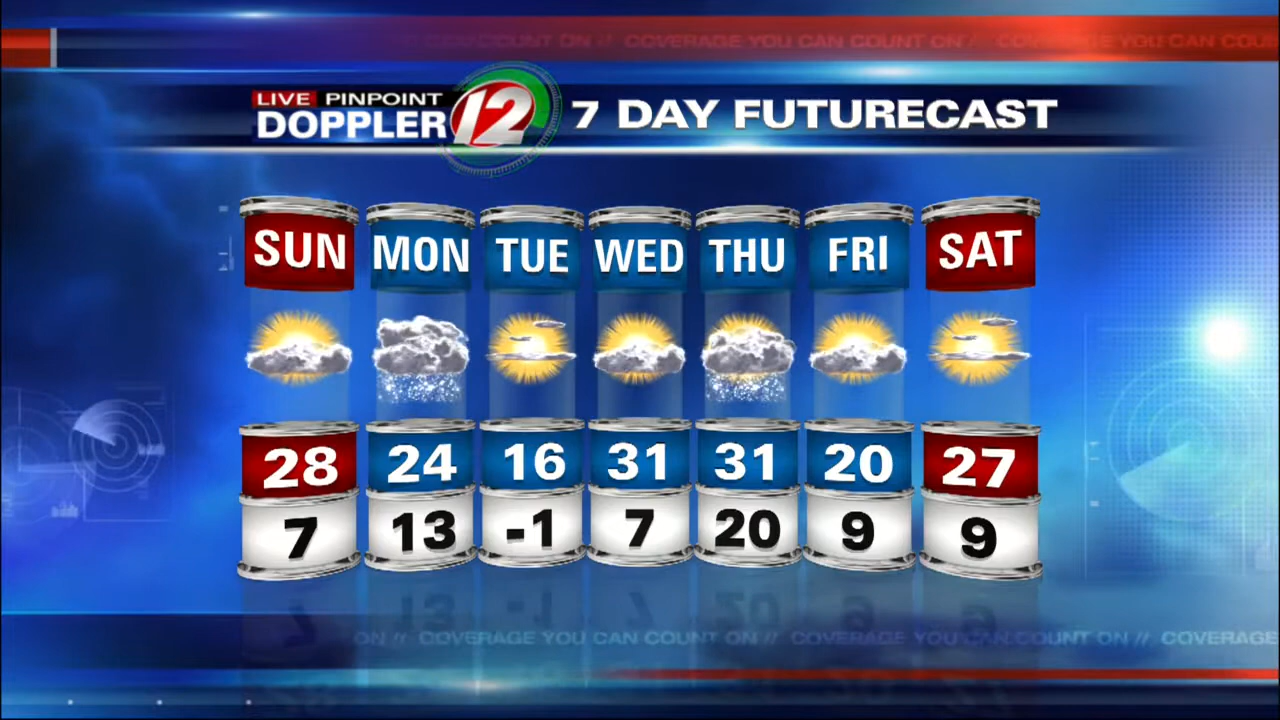 COUNT ON // COVERAGE YOU CAN COUNT ON // COVERAGE YOU CAN COU
LIVE PINPOINT
DOPPLER 12
7 DAY FUTURECAST
SUN MON TUE WED THU FRI SAT
28 24 16 31 31 20 27
7 13 -1 7 20 9 9
ON // COVERAGE YOU CAN COUNT ON // COVERAGE YOU CAN COUNT ON // COVERAGE